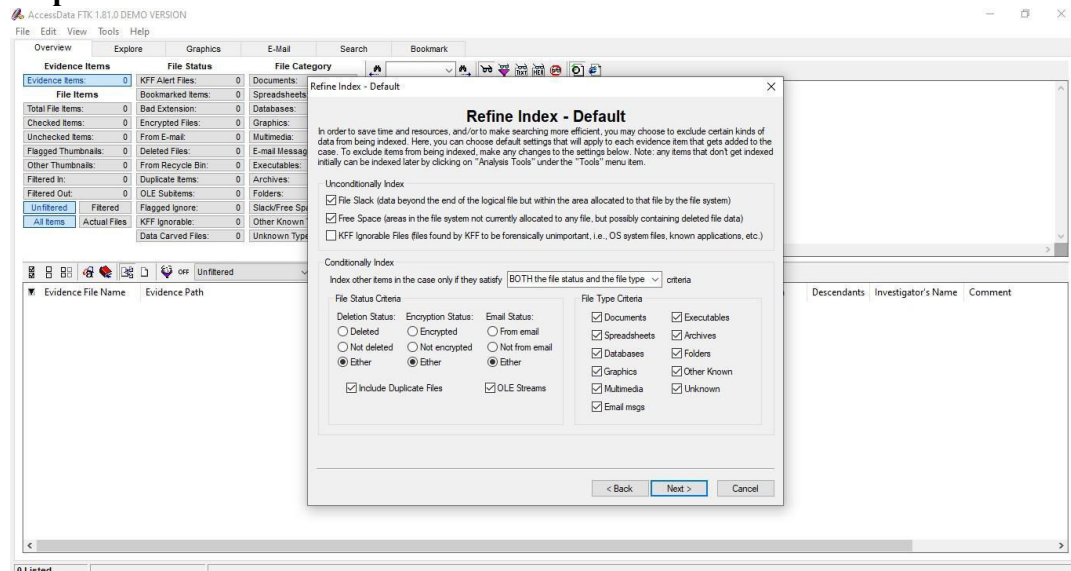 AccessData FTK 1.81.0 DEMO VERSION
File Edit View Tools Help
Overview Explore Graphics E-Mail Search Bookmark
Evidence Items File Status File Category
Evidence Items: 0 KFF Alert Files: 0 Documents:
File Items Bookmarked Items: 0 Spreadsheets
Total File Items: 0 Bad Extension: 0 Databases:
Checked Items: 0 Encrypted Files: 0 Graphics:
Unchecked Items: 0 From E-mail: 0 Multimedia:
Flagged Thumbnails: 0 Deleted Files: 0 E-mail Messag
Other Thumbnails: 0 From Recycle Bin: 0 Executables:
Filtered In: 0 Duplicate Items: 0 Archives:
Filtered Out: 0 OLE Subitems: 0 Folders:
Unfiltered Filtered Flagged Ignore: 0 Slack/Free Spa
All Items Actual Files KFF Ignorable: 0 Other Known T
Data Carved Files: 0 Unknown Type
OFF Unfiltered
Evidence File Name Evidence Path Descendants Investigator's Name Comment
Refine Index - Default
Refine Index - Default
In order to save time and resources, and/or to make searching more efficient, you may choose to exclude certain kinds of
data from being indexed. Here, you can choose default settings that will apply to each evidence item that gets added to the
case. To exclude items from being indexed, make any changes to the settings below. Note: any items that don't get indexed
initially can be indexed later by clicking on "Analysis Tools" under the "Tools" menu item.
Unconditionally Index
File Slack (data beyond the end of the logical file but within the area allocated to that file by the file system)
Free Space (areas in the file system not currently allocated to any file, but possibly containing deleted file data)
KFF Ignorable Files (files found by KFF to be forensically unimportant, i.e., OS system files, known applications, etc.)
Conditionally Index
Index other items in the case only if they satisfy BOTH the file status and the file type criteria
File Status Criteria File Type Criteria
Deletion Status: Encryption Status: Email Status: Documents Executables
Deleted Encrypted From email Spreadsheets Archives
Not deleted Not encrypted Not from email Databases Folders
Either Either Either Graphics Other Known
Include Duplicate Files OLE Streams Multimedia Unknown
Email msgs
< Back Next > Cancel
0 Listed